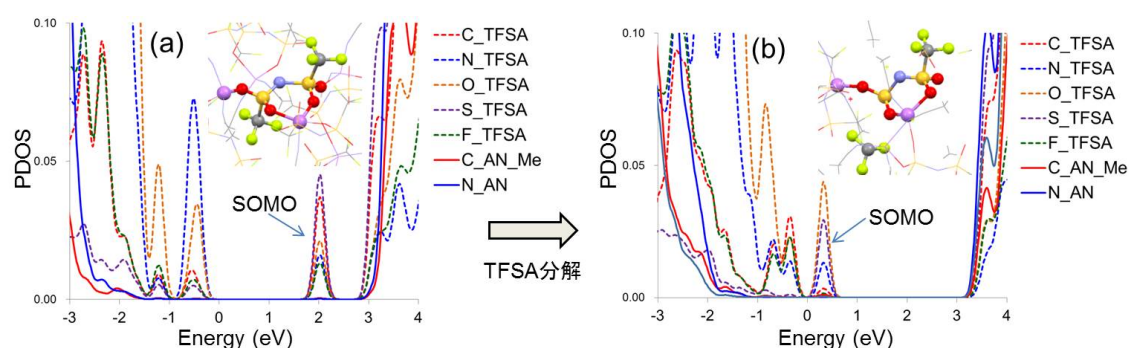 0.10
(a)
PDOS
0.05
SOMO
0.00
-3
-2
-1
0
1
2
3
4
Energy (eV)
C_TFSA
N_TFSA
O_TFSA
S_TFSA
F_TFSA
C_AN_Me
N_AN
TFSA分解
0.10
(b)
PDOS
0.05
SOMO
0.00
-3
-2
-1
0
1
2
3
4
Energy (eV)
C_TFSA
N_TFSA
O_TFSA
S_TFSA
F_TFSA
C_AN_Me
N_AN